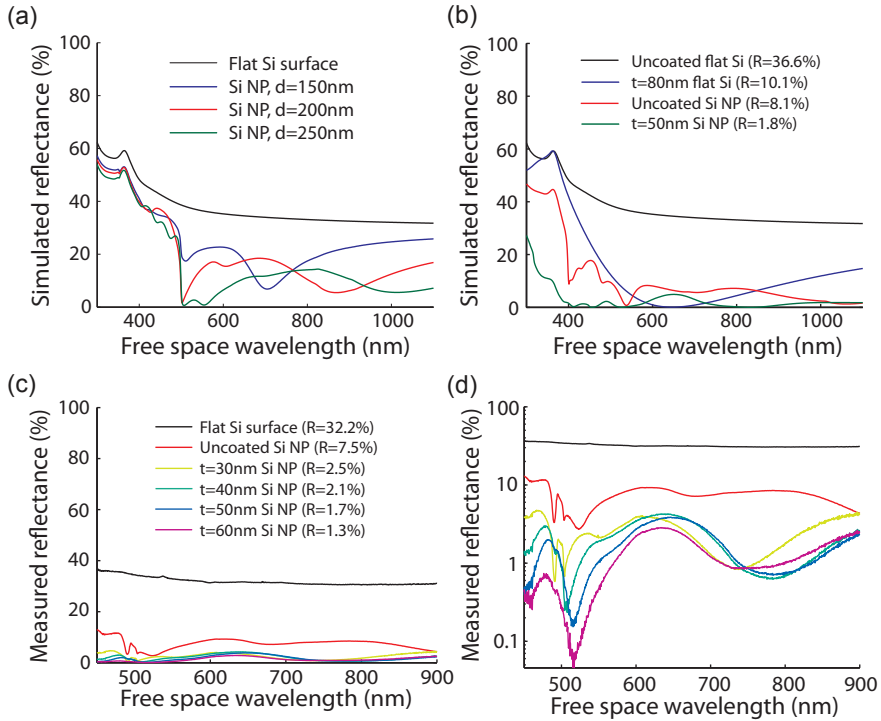 (a)
100
80
60
40
20
0
400
600
800
1000
Simulated reflectance (%)
Free space wavelength (nm)
Flat Si surface
Si NP, d=150nm
Si NP, d=200nm
Si NP, d=250nm
(b)
100
80
60
40
20
0
400
600
800
1000
Simulated reflectance (%)
Free space wavelength (nm)
Uncoated flat Si (R=36.6%)
t=80nm flat Si (R=10.1%)
Uncoated Si NP (R=8.1%)
t=50nm Si NP (R=1.8%)
(c)
100
80
60
40
20
0
500
600
700
800
900
Measured reflectance (%)
Free space wavelength (nm)
Flat Si surface (R=32.2%)
Uncoated Si NP (R=7.5%)
t=30nm Si NP (R=2.5%)
t=40nm Si NP (R=2.1%)
t=50nm Si NP (R=1.7%)
t=60nm Si NP (R=1.3%)
(d)
100
10
1
0.1
500
600
700
800
900
Measured reflectance (%)
Free space wavelength (nm)